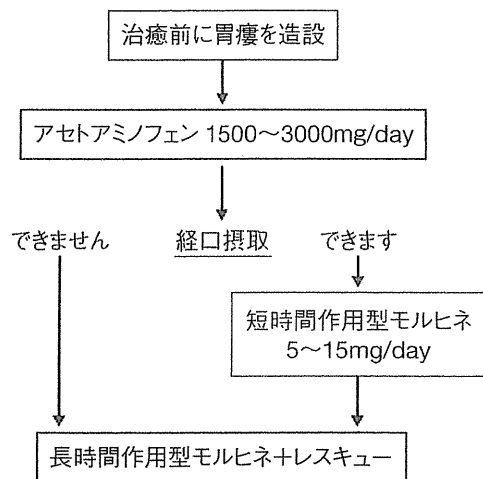 治癒前に胃瘻を造設
アセトアミノフェン 1500～3000mg/day
できません 経口摂取 できます
短時間作用型モルヒネ
5～15mg/day
長時間作用型モルヒネ＋レスキュー